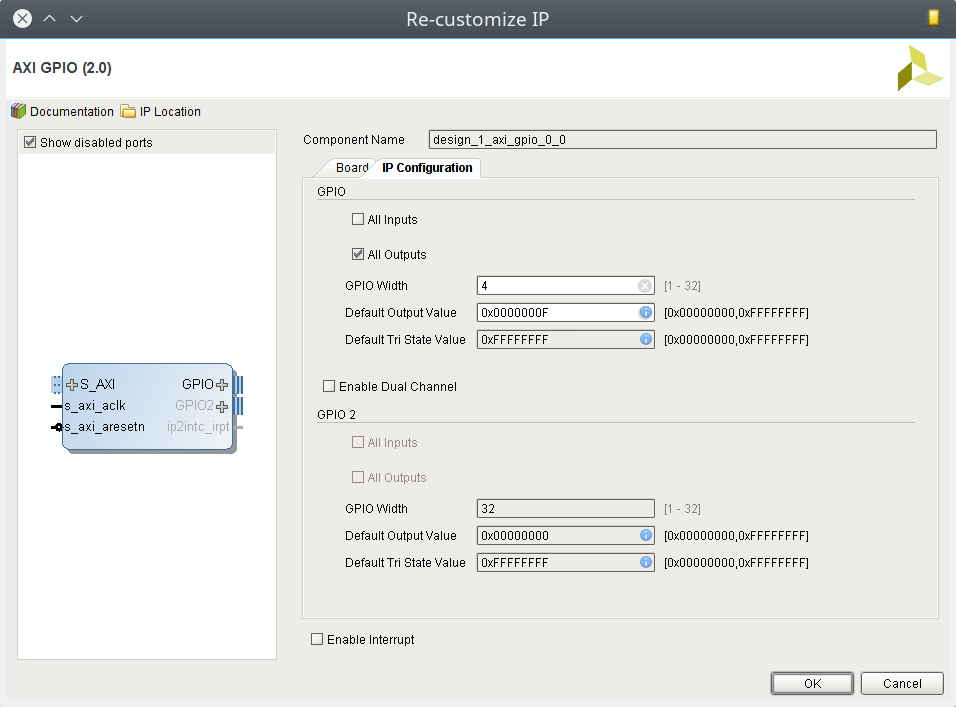 Re-customize IP
AXI GPIO (2.0)
Documentation IP Location
Show disabled ports
S_AXI GPIO
s_axi_aclk GPIO2
s_axi_aresetn ip2intc_irpt
Component Name design_1_axi_gpio_0_0
Board IP Configuration
GPIO
All Inputs
All Outputs
GPIO Width 4 [1 - 32]
Default Output Value 0x0000000F [0x00000000,0xFFFFFFFF]
Default Tri State Value 0xFFFFFFFF [0x00000000,0xFFFFFFFF]
Enable Dual Channel
GPIO 2
All Inputs
All Outputs
GPIO Width 32 [1 - 32]
Default Output Value 0x00000000 [0x00000000,0xFFFFFFFF]
Default Tri State Value 0xFFFFFFFF [0x00000000,0xFFFFFFFF]
Enable Interrupt
OK Cancel